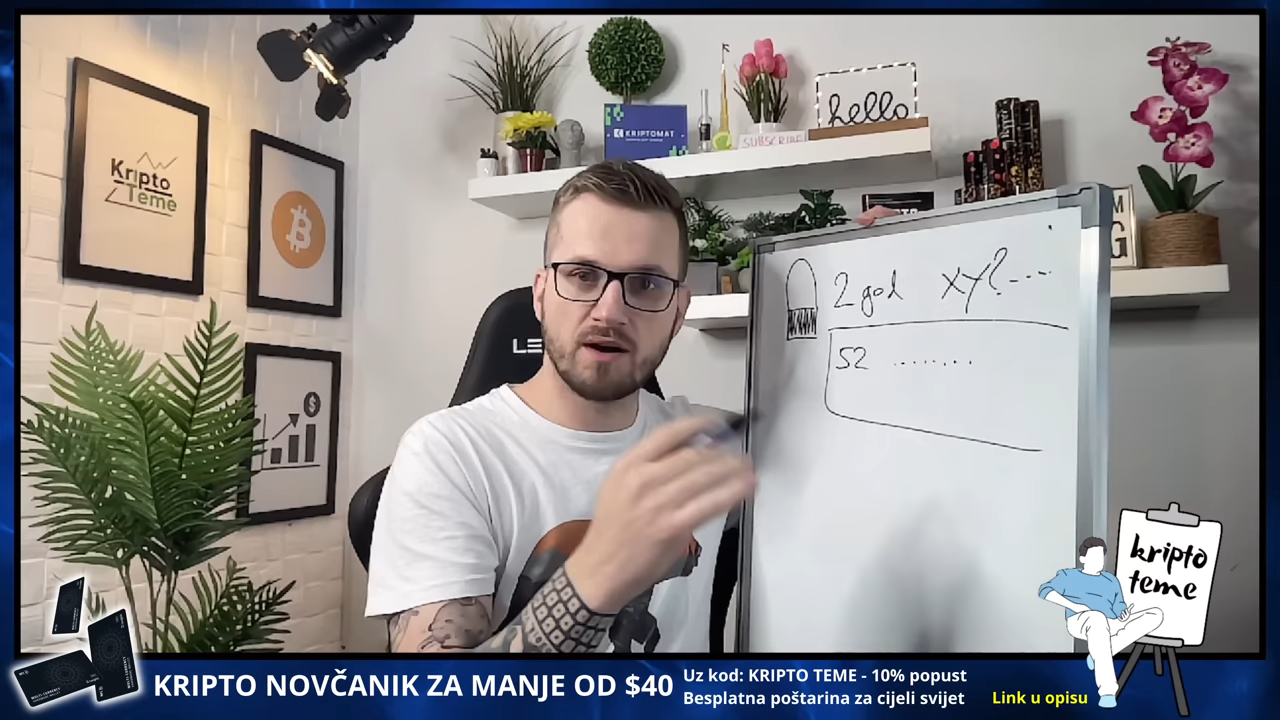 Kripto
Teme
KRIPTOMAT
SUBSCRIBE
hello
LE
M
G
2 god xy? ....
52 ........
kripto
teme
KRIPTO NOVČANIK ZA MANJE OD $40
Uz kod: KRIPTO TEME - 10% popust
Besplatna poštarina za cijeli svijet
Link u opisu